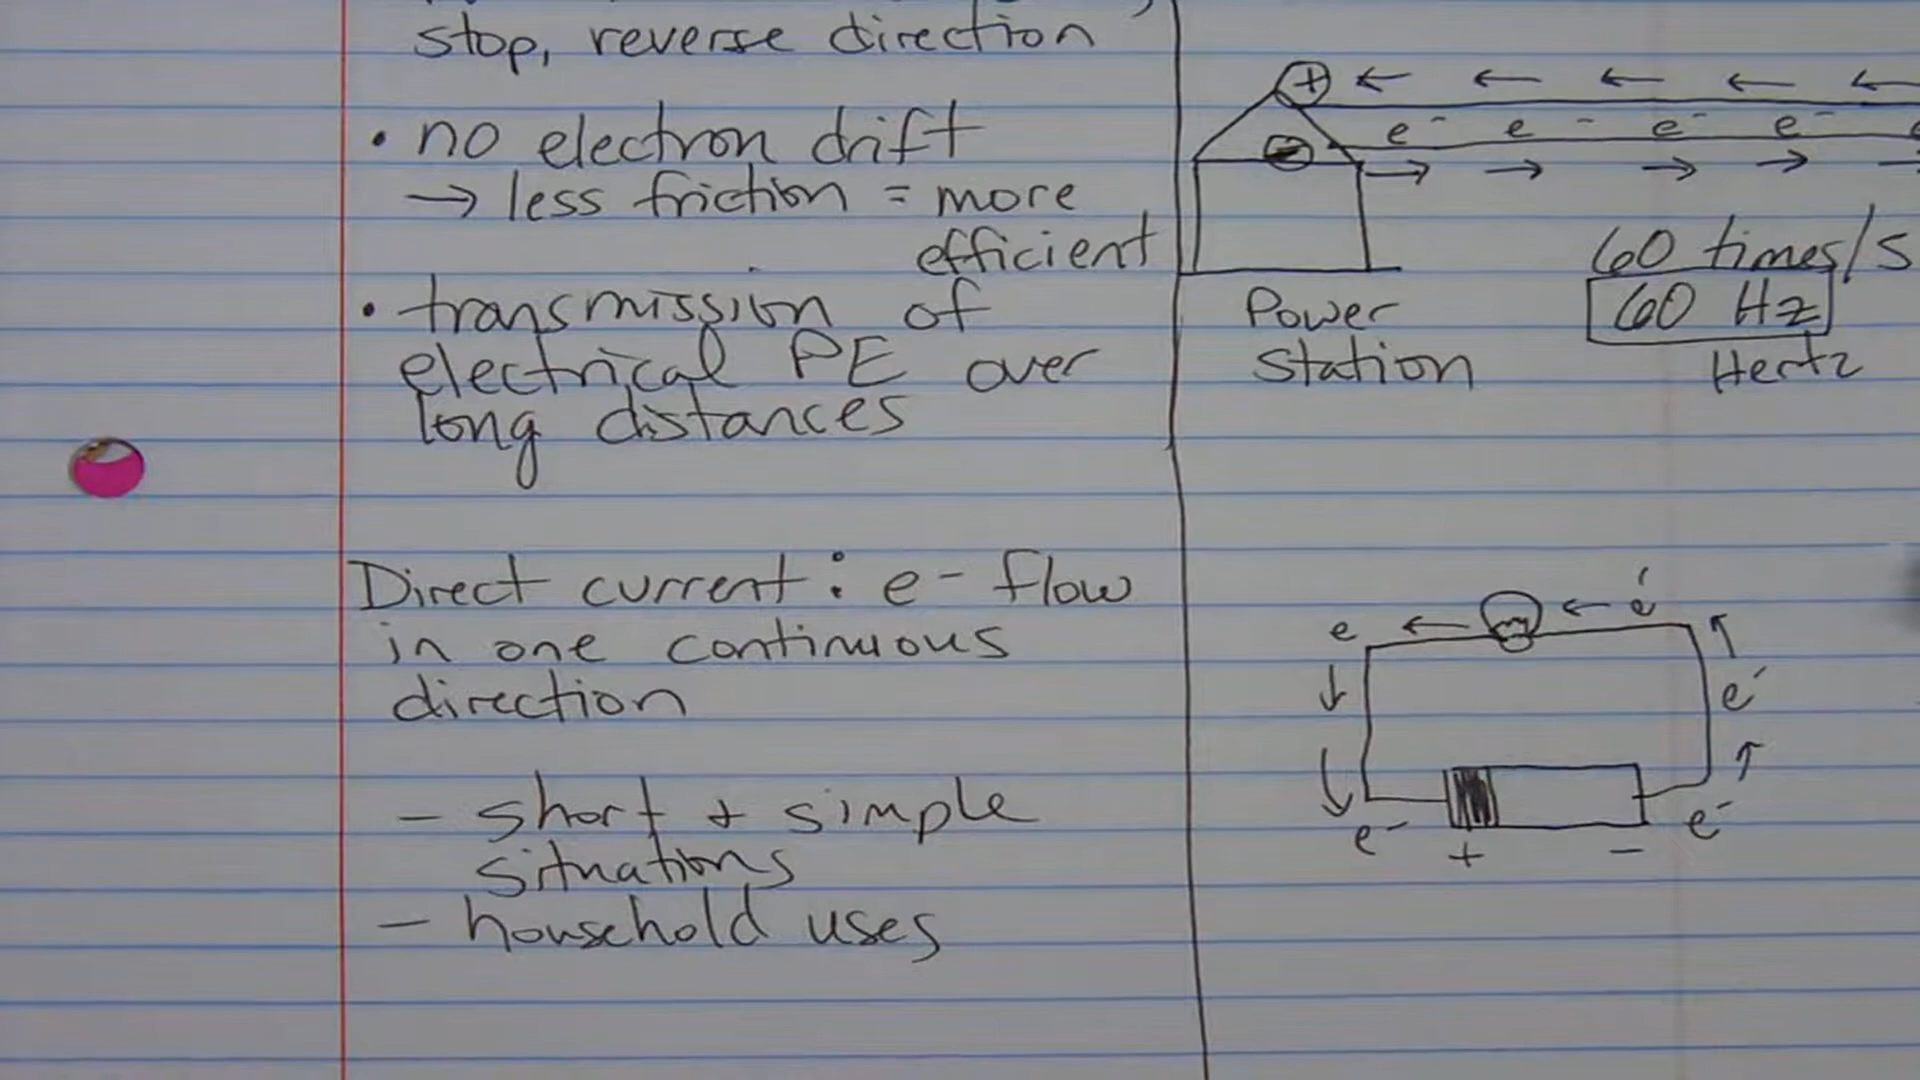 stop, reverse direction
• no electron drift
→ less friction = more
efficient
• transmission of
electrical PE over
long distances
Direct current : e- flow
in one continuous
direction
- short + simple
situations
- household uses
+ ← ← ← ← ←
- e- e - e- e-
→ → → → →
60 times/s
60 Hz
Hertz
Power
Station
e ← ← e-
↓ ↑
e-
↓ ↑
e- e-
+ -